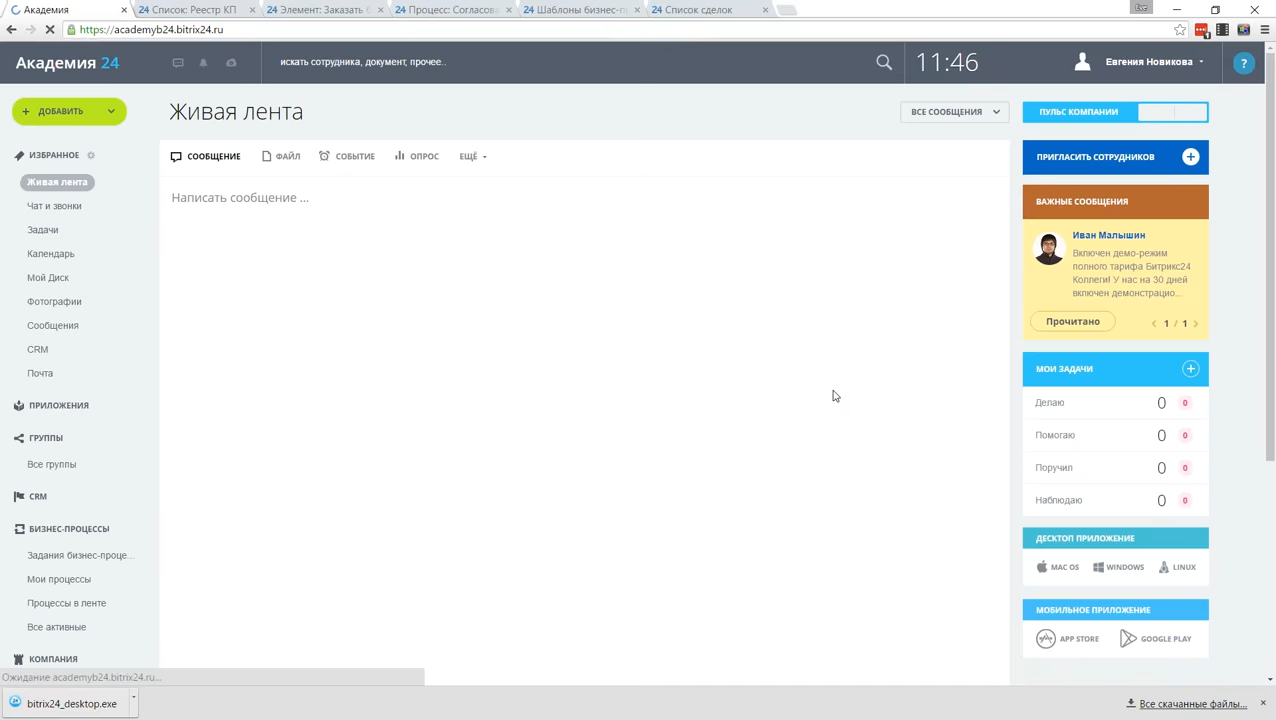 Академия
24 Список: Реестр КП
24 Элемент: Заказать б
24 Процесс: Согласова
24 Шаблоны бизнес-п
24 Список сделок
Eve
https://academyb24.bitrix24.ru
1
Академия 24
искать сотрудника, документ, прочее..
11:46
Евгения Новикова
?
+ ДОБАВИТЬ
ИЗБРАННОЕ
Живая лента
Чат и звонки
Задачи
Календарь
Мой Диск
Фотографии
Сообщения
CRM
Почта
ПРИЛОЖЕНИЯ
ГРУППЫ
Все группы
CRM
БИЗНЕС-ПРОЦЕССЫ
Задания бизнес-проце...
Мои процессы
Процессы в ленте
Все активные
КОМПАНИЯ
Живая лента
ВСЕ СООБЩЕНИЯ
СООБЩЕНИЕ
ФАЙЛ
СОБЫТИЕ
ОПРОС
ЕЩЁ
Написать сообщение ...
ПУЛЬС КОМПАНИИ
ПРИГЛАСИТЬ СОТРУДНИКОВ
ВАЖНЫЕ СООБЩЕНИЯ
Иван Малышин
Включен демо-режим
полного тарифа Битрикс24
Коллеги! У нас на 30 дней
включен демонстрацио...
Прочитано
1 / 1
МОИ ЗАДАЧИ
Делаю 0 0
Помогаю 0 0
Поручил 0 0
Наблюдаю 0 0
ДЕСКТОП ПРИЛОЖЕНИЕ
MAC OS
WINDOWS
LINUX
МОБИЛЬНОЕ ПРИЛОЖЕНИЕ
APP STORE
GOOGLE PLAY
Ожидание academyb24.bitrix24.ru...
bitrix24_desktop.exe
Все скачанные файлы...